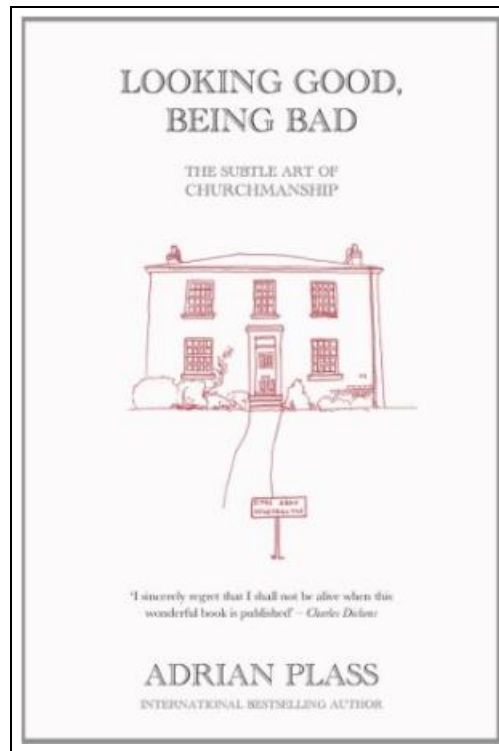 LOOKING GOOD,
BEING BAD
THE SUBTLE ART OF
CHURCHMANSHIP
'I sincerely regret that I shall not be alive when this
wonderful book is published' – Charles Dickens
ADRIAN PLASS
INTERNATIONAL BESTSELLING AUTHOR